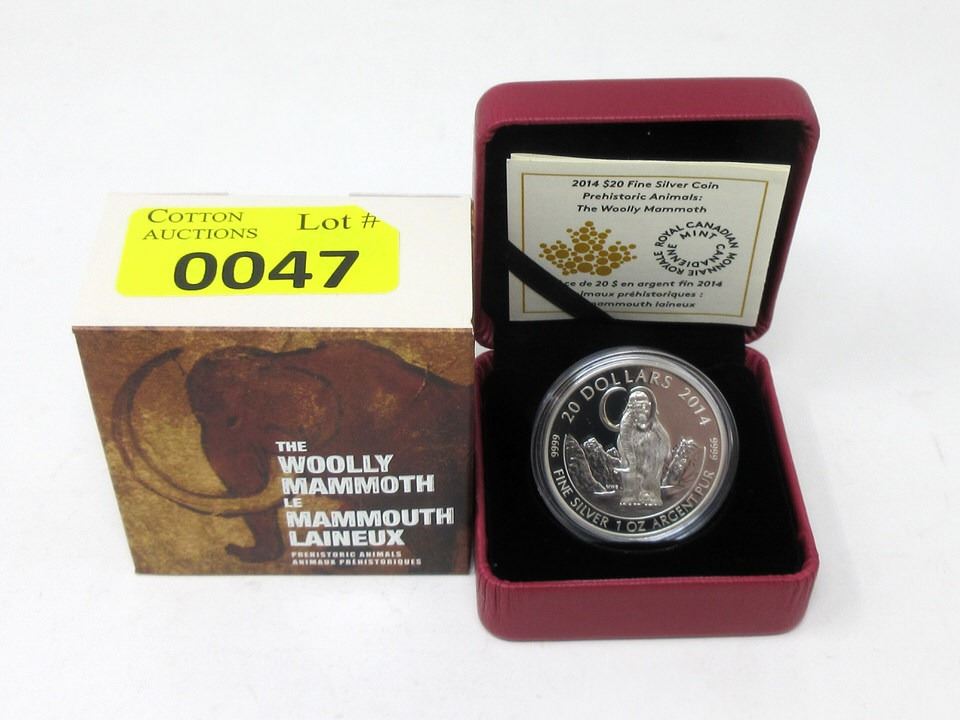 COTTON
AUCTIONS
Lot #
0047
THE
WOOLLY
MAMMOTH
LE
MAMMOUTH
LAINEUX
PREHISTORIC ANIMALS
ANIMAUX PRÉHISTORIQUES
2014 $20 Fine Silver Coin
Prehistoric Animals:
The Woolly Mammoth
ROYAL CANADIAN MINT
MONNAIE ROYALE CANADIENNE
de 20 $ en argent fin 2014
préhistoriques :
mammouth laineux
20 DOLLARS 2014
9999
9999
FINE SILVER 1 OZ ARGENT PUR